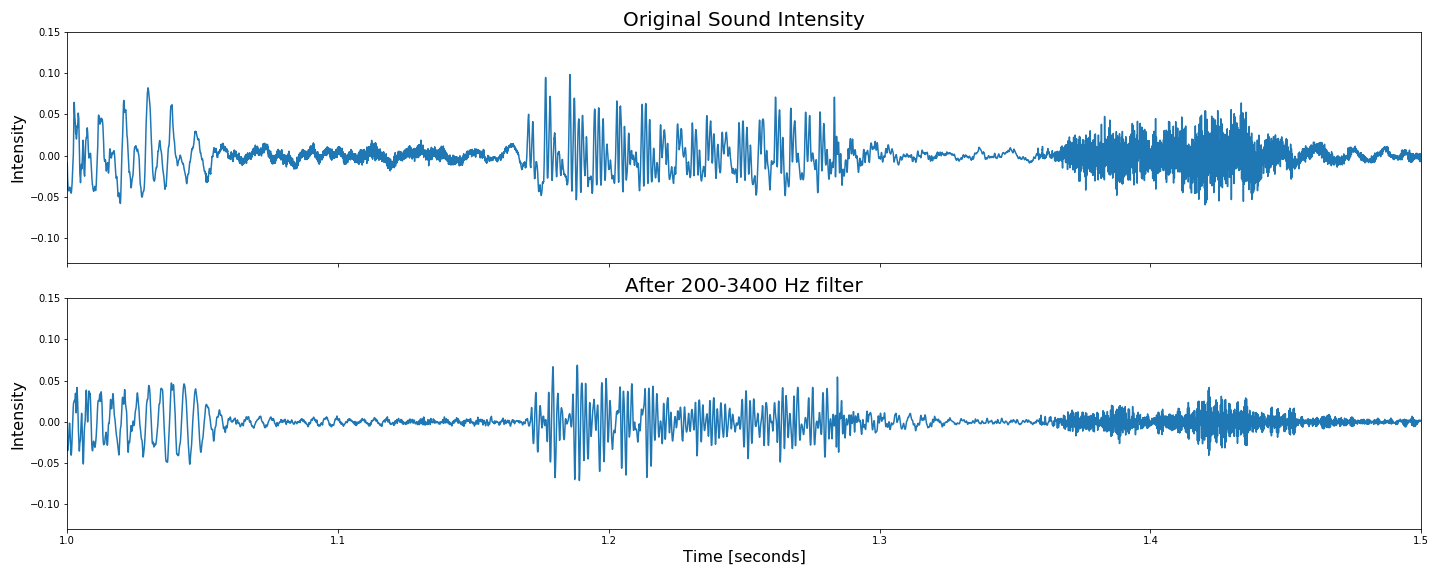 Original Sound Intensity
0.15
0.10
0.05
0.00
−0.05
−0.10
Intensity
After 200-3400 Hz filter
0.15
0.10
0.05
0.00
−0.05
−0.10
Intensity
1.0 1.1 1.2 1.3 1.4 1.5
Time [seconds]